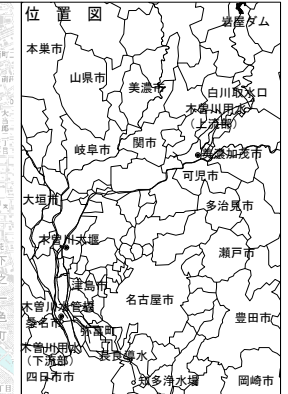 位置図
岩屋ダム
本巣市
山県市
美濃市
白川取水口
木曽川用水
(上流部)
関市
岐阜市
美濃加茂市
可児市
大垣市
多治見市
木曽川大堰
瀬戸市
津島市
木曽川水管橋
名古屋市
桑名市
弥富町
豊田市
木曽川用水
(下流部)
長良導水
四日市市
知多浄水場
岡崎市